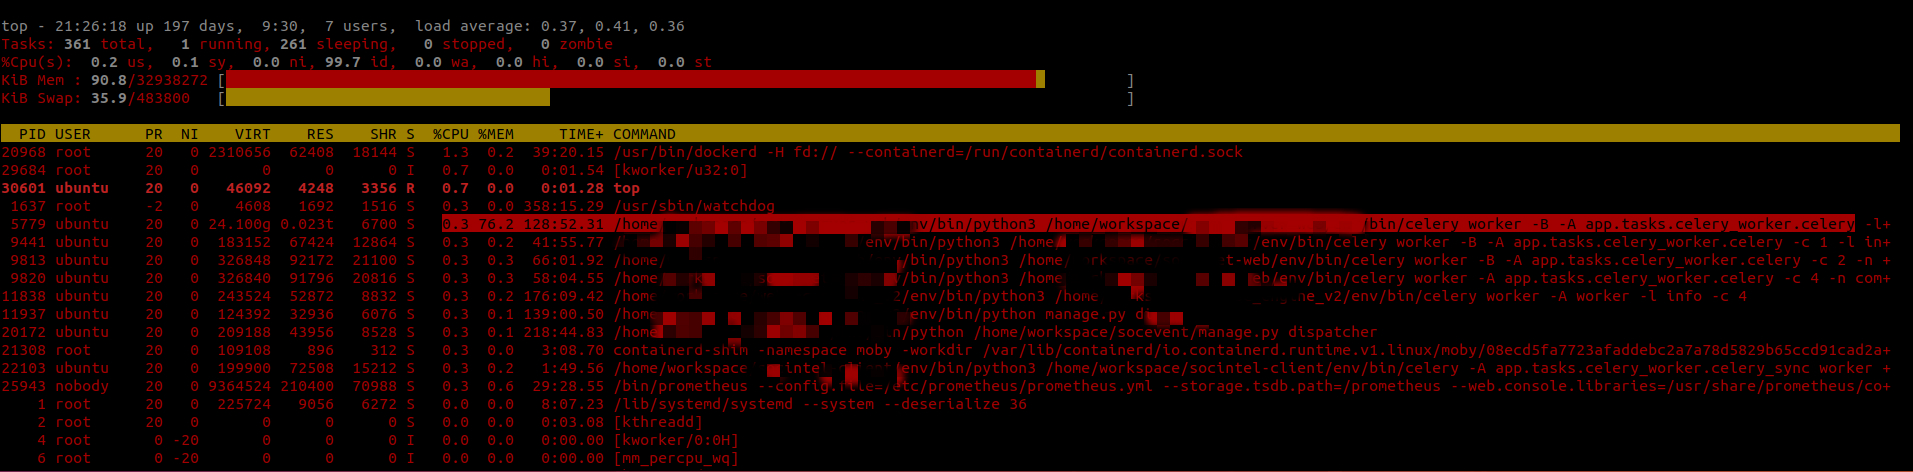 top - 21:26:18 up 197 days,  9:30,  7 users,  load average: 0.37, 0.41, 0.36
Tasks: 361 total,   1 running, 261 sleeping,   0 stopped,   0 zombie
%Cpu(s):  0.2 us,  0.1 sy,  0.0 ni, 99.7 id,  0.0 wa,  0.0 hi,  0.0 si,  0.0 st
KiB Mem : 90.8/32938272 [ ]
KiB Swap: 35.9/483800   [ ]
PID USER      PR  NI    VIRT    RES    SHR S  %CPU %MEM     TIME+ COMMAND
20968 root      20   0 2310656  62408  18144 S   1.3  0.2  39:20.15 /usr/bin/dockerd -H fd:// --containerd=/run/containerd/containerd.sock
29684 root      20   0       0      0      0 I   0.7  0.0   0:01.54 [kworker/u32:0]
30601 ubuntu    20   0   46092   4248   3356 R   0.7  0.0   0:01.28 top
1637 root      -2   0    4608   1692   1516 S   0.3  0.0 358:15.29 /usr/sbin/watchdog
5779 ubuntu    20   0 24.100g 0.023t   6700 S   0.3 76.2 128:52.31 /home nv/bin/python3 /home/workspace/ /bin/celery worker -B -A app.tasks.celery_worker.celery -l+
9441 ubuntu    20   0  183152  67424  12864 S   0.3  0.2  41:55.77 / env/bin/python3 /home/ /env/bin/celery worker -B -A app.tasks.celery_worker.celery -c 1 -l in+
9813 ubuntu    20   0  326848  92172  21100 S   0.3  0.3  66:01.92 /home/ /bin/python3 /home/workspace/ t-web/env/bin/celery worker -B -A app.tasks.celery_worker.celery -c 2 -n +
9820 ubuntu    20   0  326840  91796  20816 S   0.3  0.3  58:04.55 /home/ /bin/python3 /home/ eb/env/bin/celery worker -A app.tasks.celery_worker.celery -c 4 -n com+
11838 ubuntu    20   0  243524  52872   8832 S   0.3  0.2 176:09.42 /home 2/env/bin/python3 /home/ _v2/env/bin/celery worker -A worker -l info -c 4
11937 ubuntu    20   0  124392  32936   6076 S   0.3  0.1 139:00.50 /home/ env/bin/python manage.py
20172 ubuntu    20   0  209188  43956   8528 S   0.3  0.1 218:44.83 /home n/python /home/workspace/socevent/manage.py dispatcher
21308 root      20   0  109108    896    312 S   0.3  0.0   3:08.70 containerd-shim -namespace moby -workdir /var/lib/containerd/io.containerd.runtime.v1.linux/moby/08ecd5fa7723afaddebc2a7a78d5829b65ccd91cad2a+
22103 ubuntu    20   0  199900  72508  15212 S   0.3  0.2   1:49.56 /home/workspace /env/bin/python3 /home/workspace/socintel-client/env/bin/celery -A app.tasks.celery_worker.celery_sync worker +
25943 nobody    20   0 9364524 210400  70988 S   0.3  0.6  29:28.55 /bin/prometheus --config.file=/etc/prometheus/prometheus.yml --storage.tsdb.path=/prometheus --web.console.libraries=/usr/share/prometheus/co+
1 root      20   0  225724   9056   6272 S   0.0  0.0   8:07.23 /lib/systemd/systemd --system --deserialize 36
2 root      20   0       0      0      0 S   0.0  0.0   0:03.08 [kthreadd]
4 root       0 -20       0      0      0 I   0.0  0.0   0:00.00 [kworker/0:0H]
6 root       0 -20       0      0      0 I   0.0  0.0   0:00.00 [mm_percpu_wq]